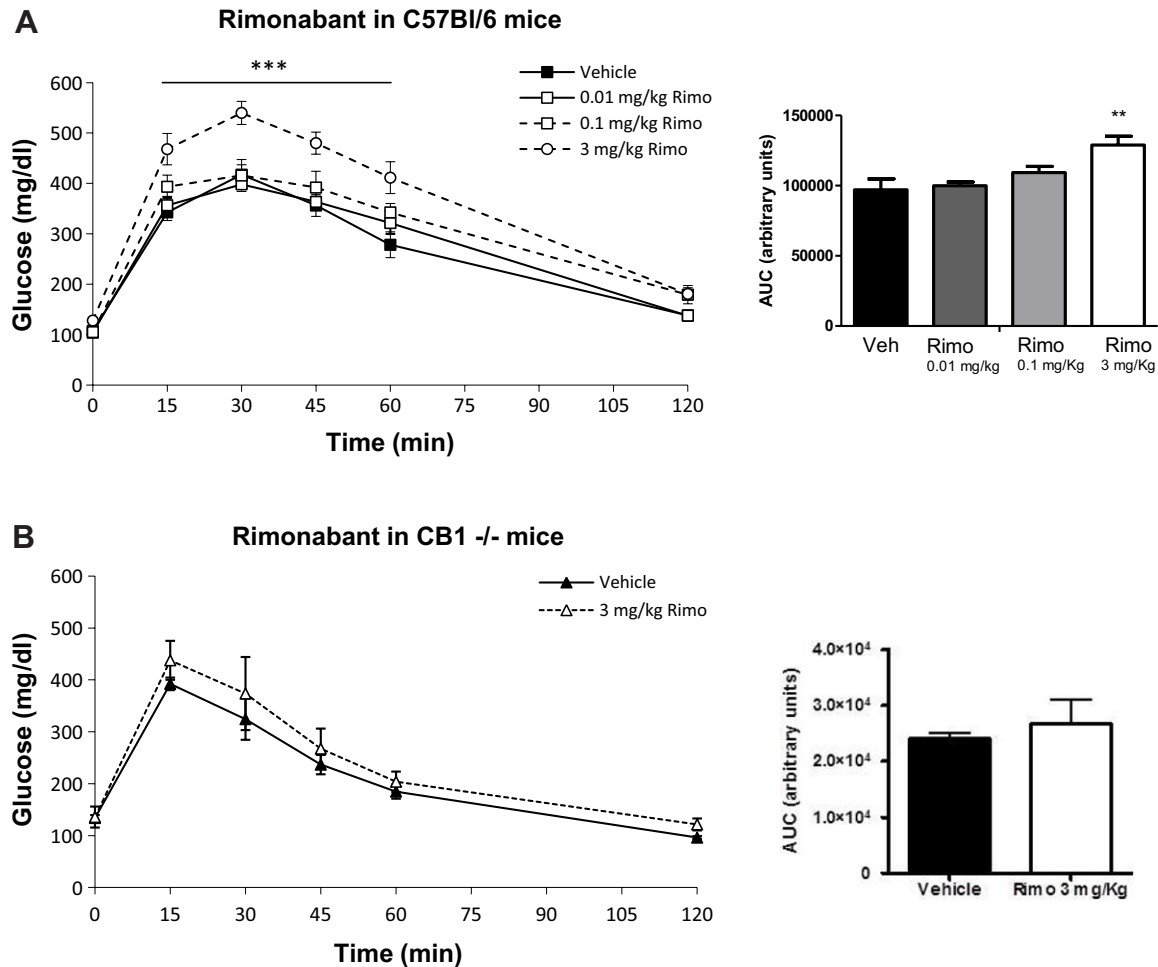 A
Rimonabant in C57Bl/6 mice
***
Vehicle
0.01 mg/kg Rimo
0.1 mg/kg Rimo
3 mg/kg Rimo
600
500
400
300
200
100
0
Glucose (mg/dl)
0 15 30 45 60 75 90 105 120
Time (min)
**
150000
100000
50000
0
AUC (arbitrary units)
Veh Rimo Rimo Rimo
0.01 mg/kg 0.1 mg/Kg 3 mg/Kg
B
Rimonabant in CB1 -/- mice
Vehicle
3 mg/kg Rimo
600
500
400
300
200
100
0
Glucose (mg/dl)
0 15 30 45 60 75 90 105 120
Time (min)
4.0×10⁴
3.0×10⁴
2.0×10⁴
1.0×10⁴
0
AUC (arbitrary units)
Vehicle Rimo 3 mg/Kg